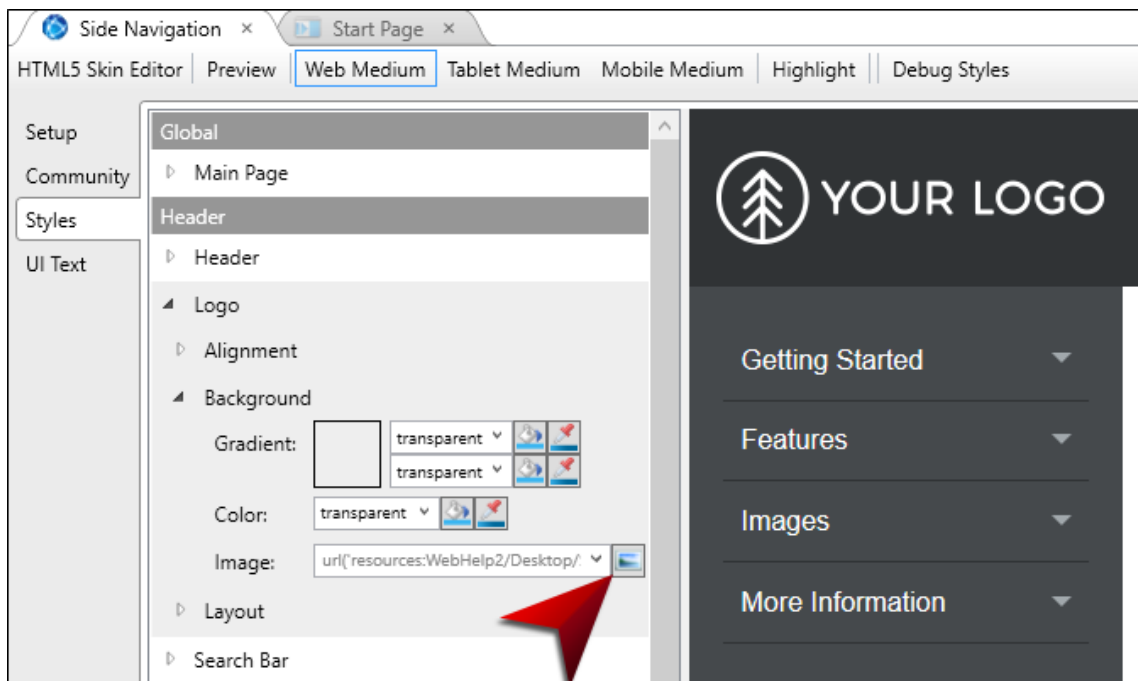 Side Navigation × Start Page ×
HTML5 Skin Editor Preview Web Medium Tablet Medium Mobile Medium Highlight Debug Styles
Setup
Community
Styles
UI Text
Global
Main Page
Header
Header
Logo
Alignment
Background
Gradient: transparent
transparent
Color: transparent
Image: url('resources:WebHelp2/Desktop/
Layout
Search Bar
YOUR LOGO
Getting Started
Features
Images
More Information